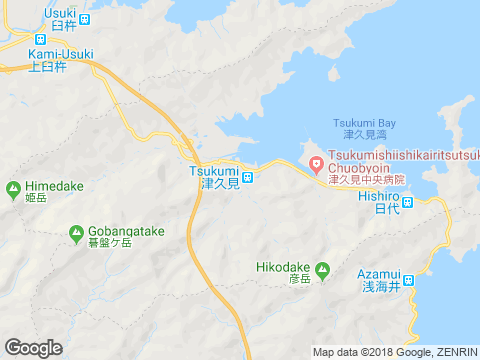 Usuki
臼杵
Kami-Usuki
上臼杵
Tsukumi Bay
津久見湾
Tsukumishiishikairitsutsuk
Chuobyoin
津久見中央病院
Tsukumi
津久見
Himedake
姫岳
Hishiro
日代
Gobangatake
碁盤ケ岳
Hikodake
彦岳
Azamui
浅海井
Google
Map data ©2018 Google, ZENRIN